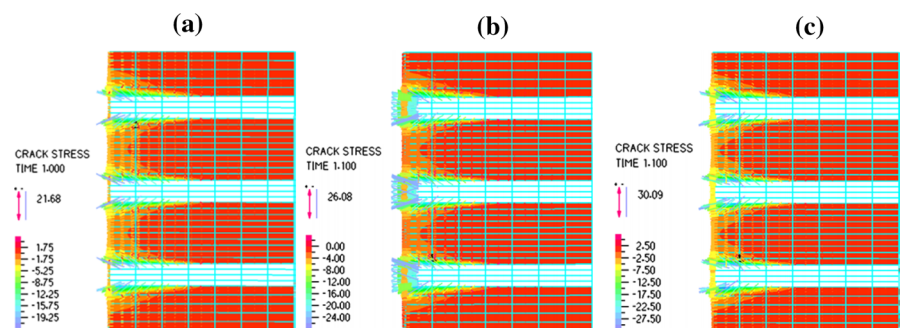 (a)
(b)
(c)
CRACK STRESS
TIME 1.000
21.68
1.75
-1.75
-5.25
-8.75
-12.25
-15.75
-19.25
CRACK STRESS
TIME 1.100
26.08
0.00
-4.00
-8.00
-12.00
-16.00
-20.00
-24.00
CRACK STRESS
TIME 1.100
30.09
2.50
-2.50
-7.50
-12.50
-17.50
-22.50
-27.50